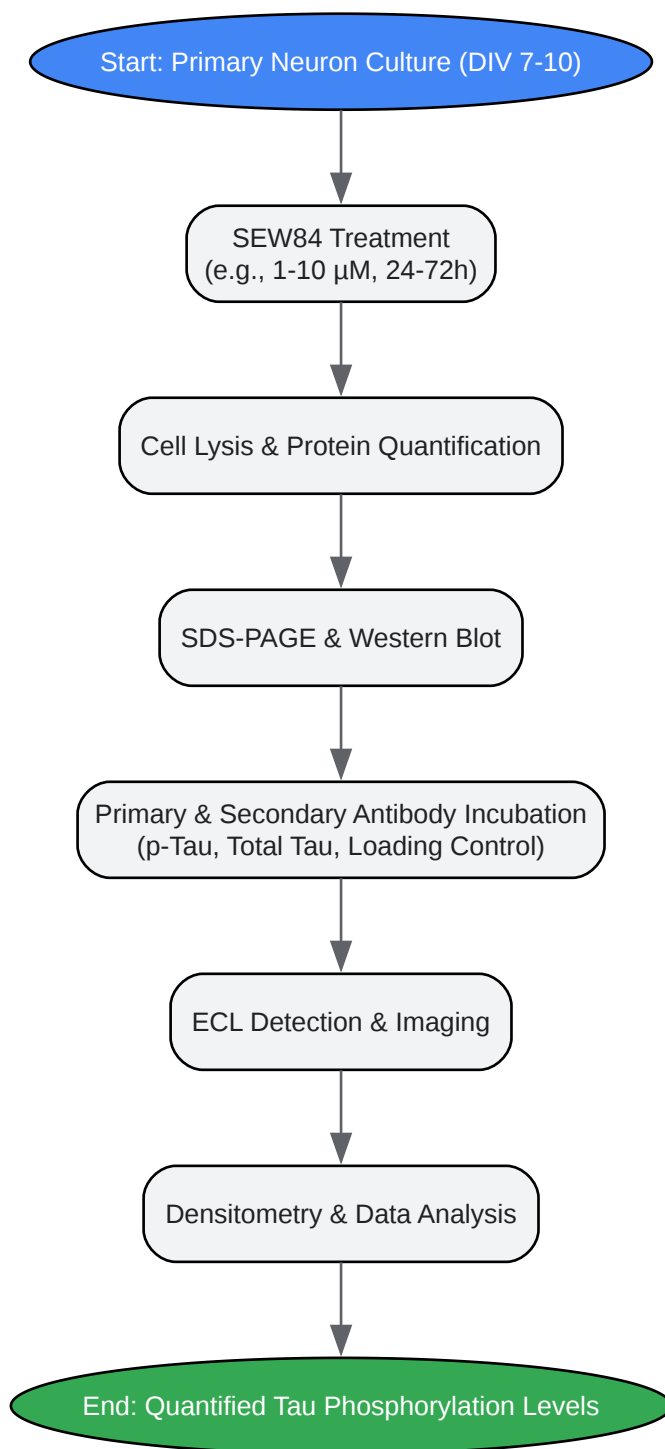 Start: Primary Neuron Culture (DIV 7-10)
SEW84 Treatment
(e.g., 1-10 µM, 24-72h)
Cell Lysis & Protein Quantification
SDS-PAGE & Western Blot
Primary & Secondary Antibody Incubation
(p-Tau, Total Tau, Loading Control)
ECL Detection & Imaging
Densitometry & Data Analysis
End: Quantified Tau Phosphorylation Levels